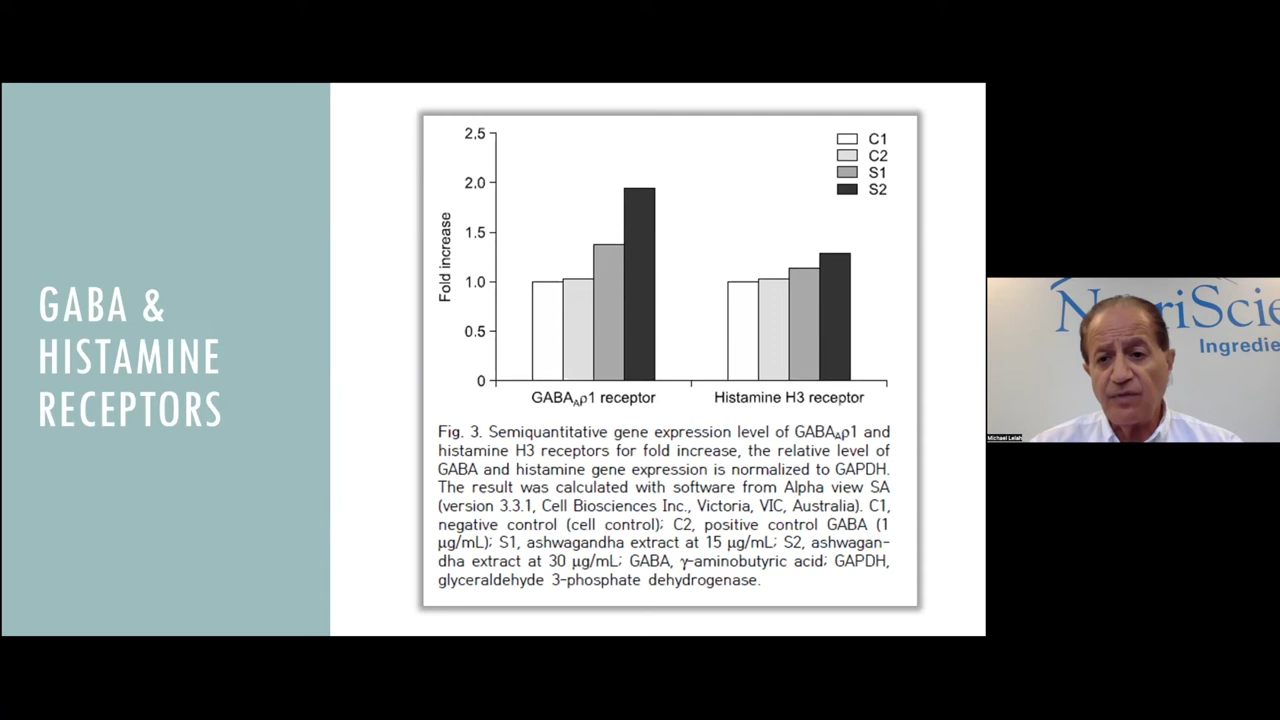 GABA &
HISTAMINE
RECEPTORS
2.5
2.0
1.5
1.0
0.5
0
Fold increase
C1
C2
S1
S2
GABAAρ1 receptor
Histamine H3 receptor
Fig. 3. Semiquantitative gene expression level of GABAAρ1 and
histamine H3 receptors for fold increase, the relative level of
GABA and histamine gene expression is normalized to GAPDH.
The result was calculated with software from Alpha view SA
(version 3.3.1, Cell Biosciences Inc., Victoria, VIC, Australia). C1,
negative control (cell control); C2, positive control GABA (1
μg/mL); S1, ashwagandha extract at 15 μg/mL; S2, ashwagan-
dha extract at 30 μg/mL; GABA, γ-aminobutyric acid; GAPDH,
glyceraldehyde 3-phosphate dehydrogenase.
Ingredie
Michael Lelah